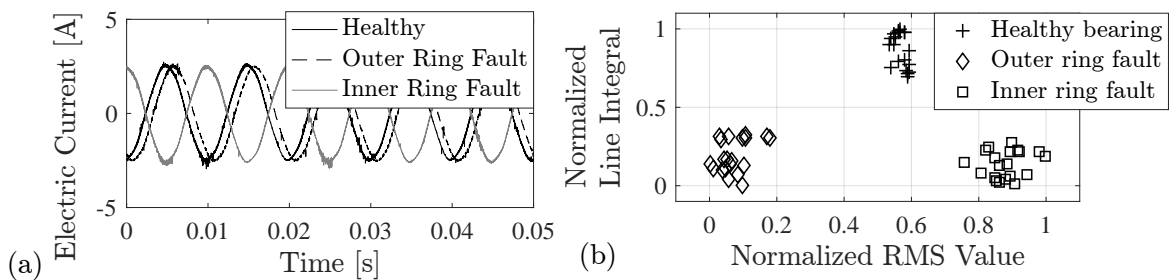 Electric Current [A]
5
0
-5
Healthy
Outer Ring Fault
Inner Ring Fault
0
0.01
0.02
0.03
0.04
0.05
Time [s]
(a)
Normalized
Line Integral
1
0.5
0
Healthy bearing
Outer ring fault
Inner ring fault
0
0.2
0.4
0.6
0.8
1
Normalized RMS Value
(b)